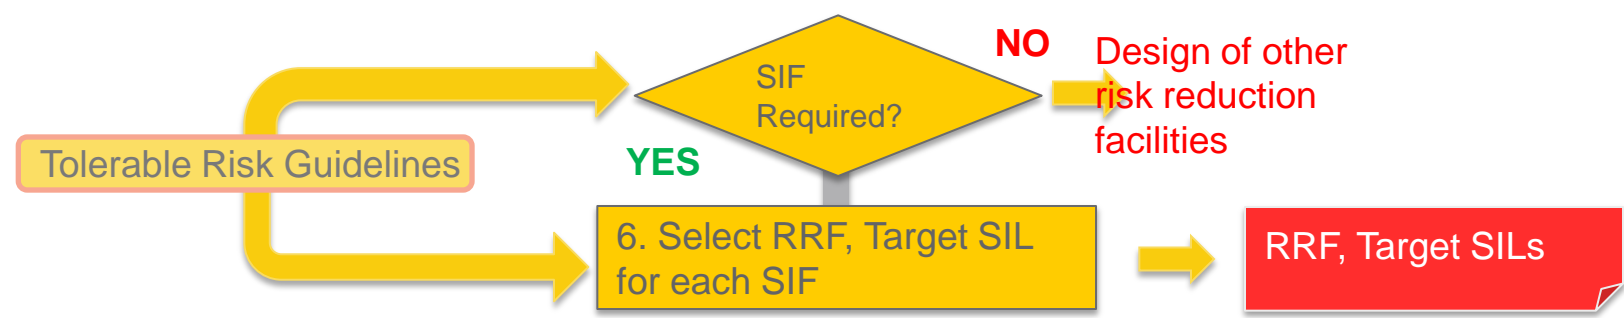 SIF
Required?
NO
Design of other
risk reduction
facilities
Tolerable Risk Guidelines
YES
6. Select RRF, Target SIL
for each SIF
RRF, Target SILs